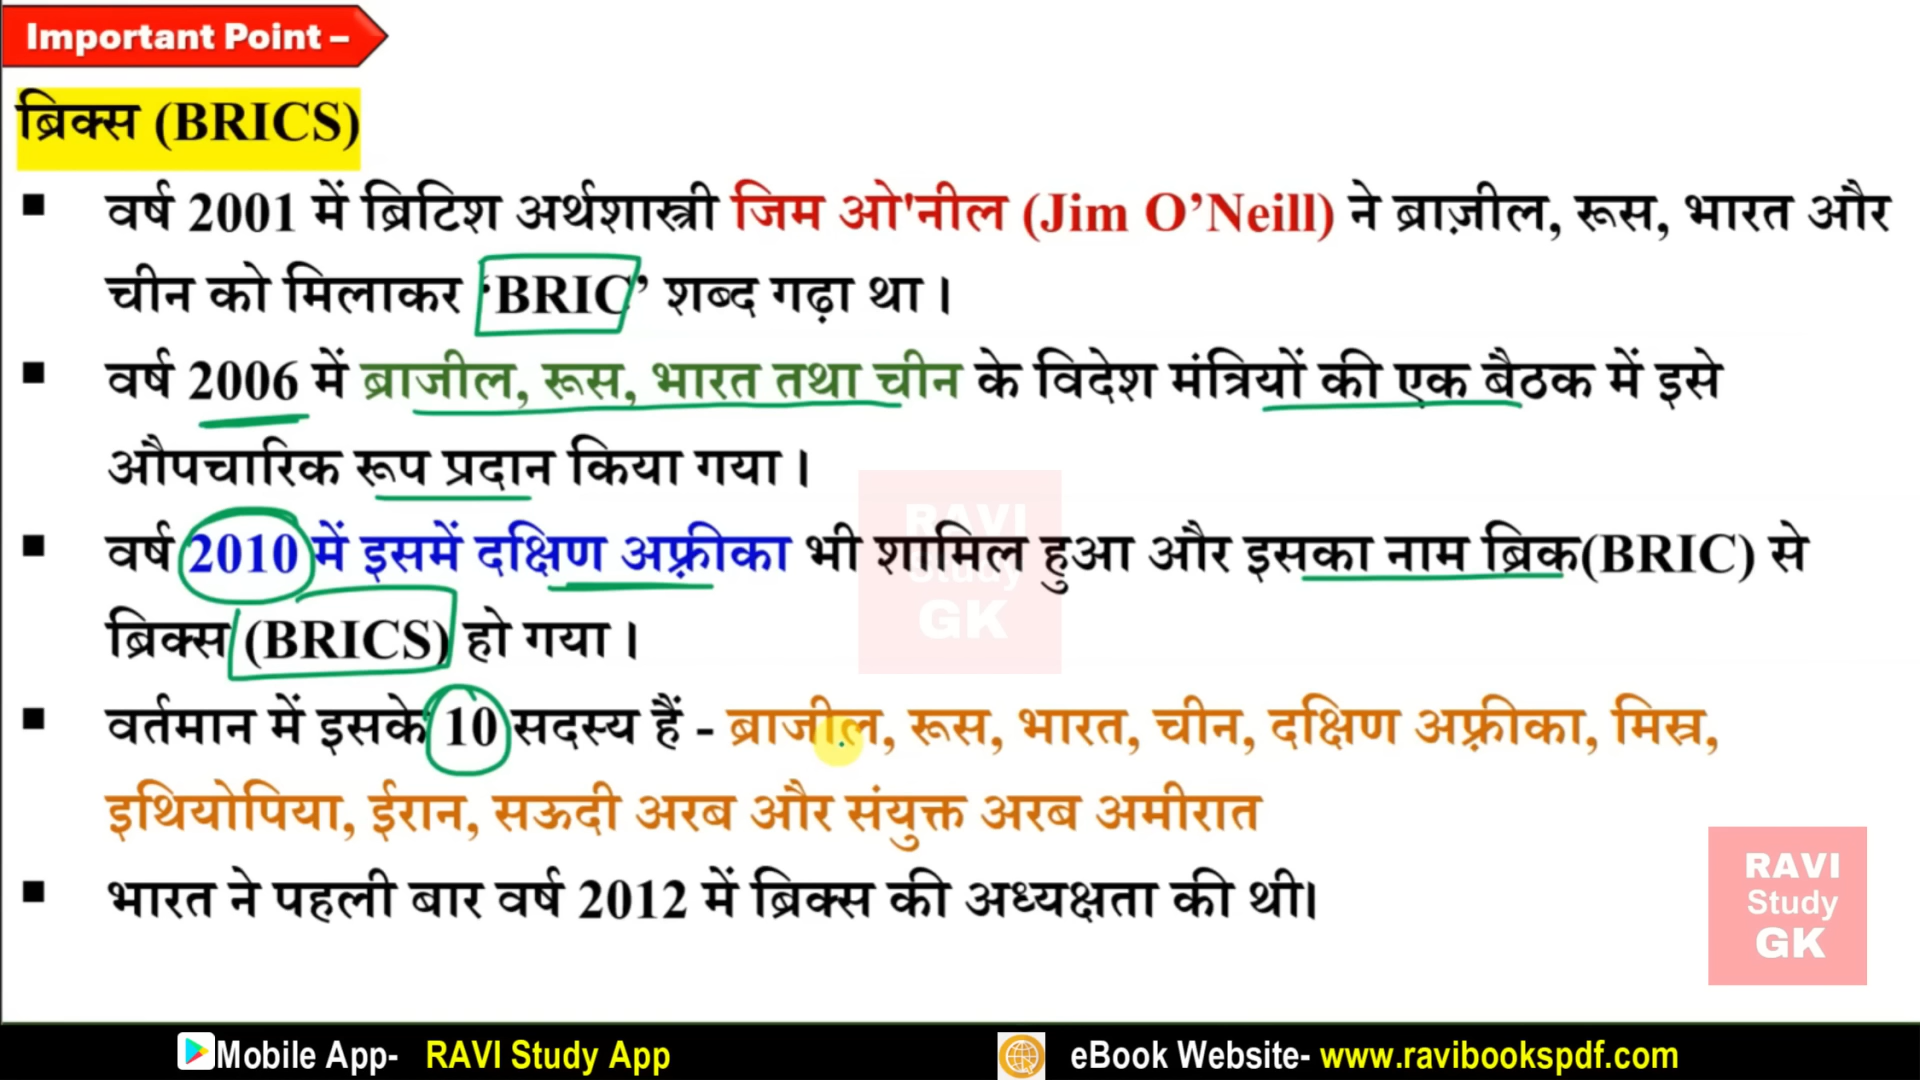 Important Point –
ब्रिक्स (BRICS)
▪ वर्ष 2001 में ब्रिटिश अर्थशास्त्री जिम ओ'नील (Jim O’Neill) ने ब्राज़ील, रूस, भारत और
चीन को मिलाकर ‘BRIC’ शब्द गढ़ा था।
▪ वर्ष 2006 में ब्राजील, रूस, भारत तथा चीन के विदेश मंत्रियों की एक बैठक में इसे
औपचारिक रूप प्रदान किया गया।
▪ वर्ष 2010 में इसमें दक्षिण अफ़्रीका भी शामिल हुआ और इसका नाम ब्रिक(BRIC) से
ब्रिक्स (BRICS) हो गया।
▪ वर्तमान में इसके 10 सदस्य हैं - ब्राजील, रूस, भारत, चीन, दक्षिण अफ़्रीका, मिस्र,
इथियोपिया, ईरान, सऊदी अरब और संयुक्त अरब अमीरात
▪ भारत ने पहली बार वर्ष 2012 में ब्रिक्स की अध्यक्षता की थी।
RAVI
Study
GK
RAVI
Study
GK
Mobile App- RAVI Study App
eBook Website- www.ravibookspdf.com